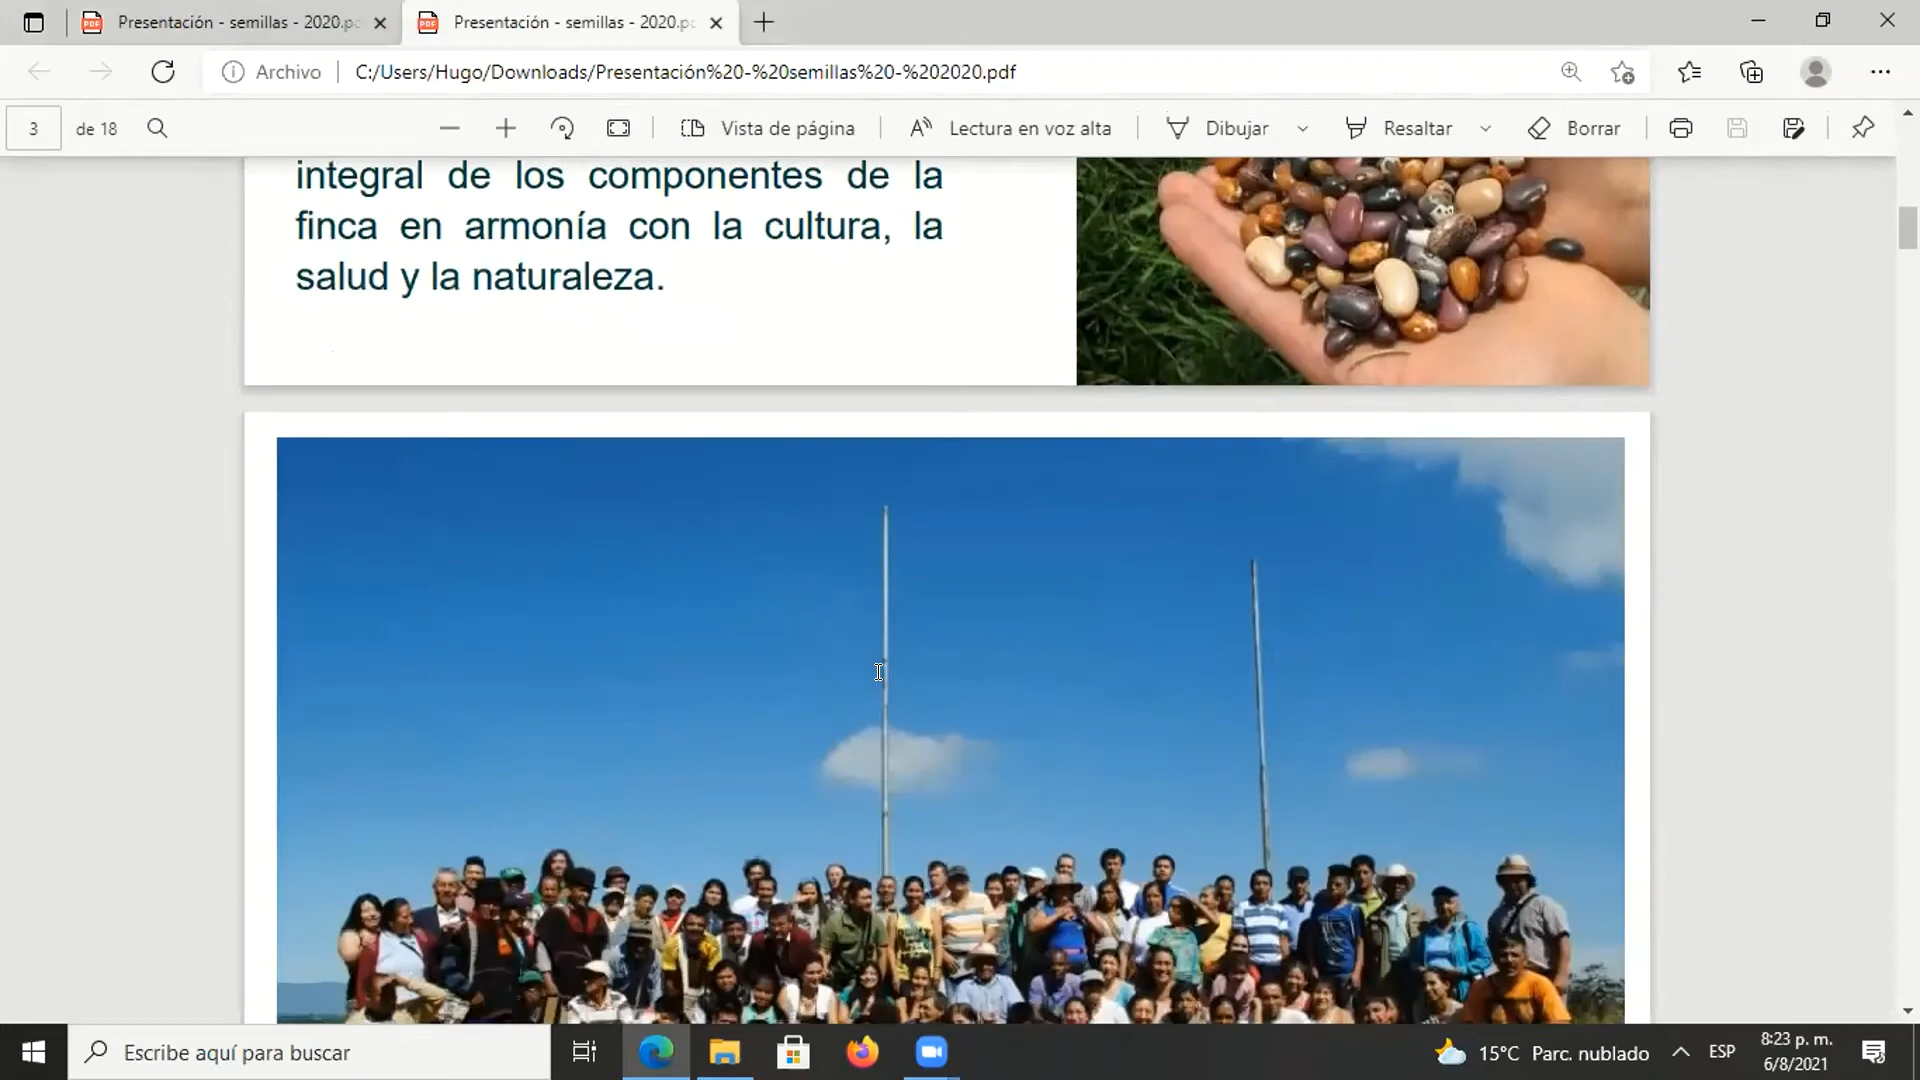 Presentación - semillas - 2020.p
Presentación - semillas - 2020.p
Archivo
C:/Users/Hugo/Downloads/Presentación%20-%20semillas%20-%202020.pdf
3 de 18
Vista de página
Lectura en voz alta
Dibujar
Resaltar
Borrar
integral de los componentes de la
finca en armonía con la cultura, la
salud y la naturaleza.
Escribe aquí para buscar
15°C Parc. nublado
ESP
8:23 p. m.
6/8/2021